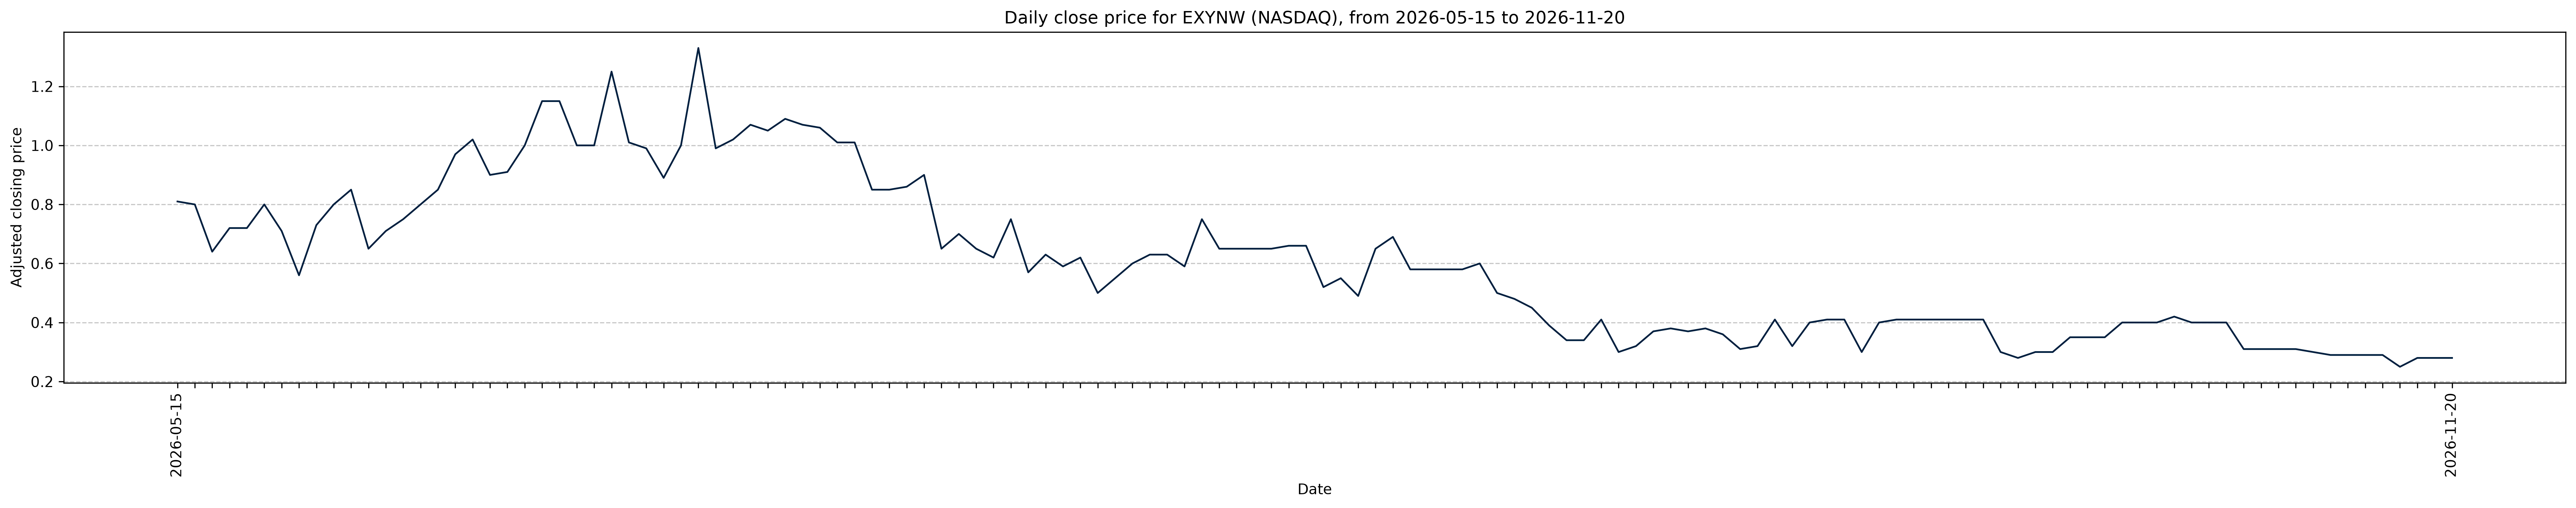 Daily close price for EXYNW (NASDAQ), from 2026-05-15 to 2026-11-20
Adjusted closing price
1.2
1.0
0.8
0.6
0.4
0.2
2026-05-15
2026-11-20
Date